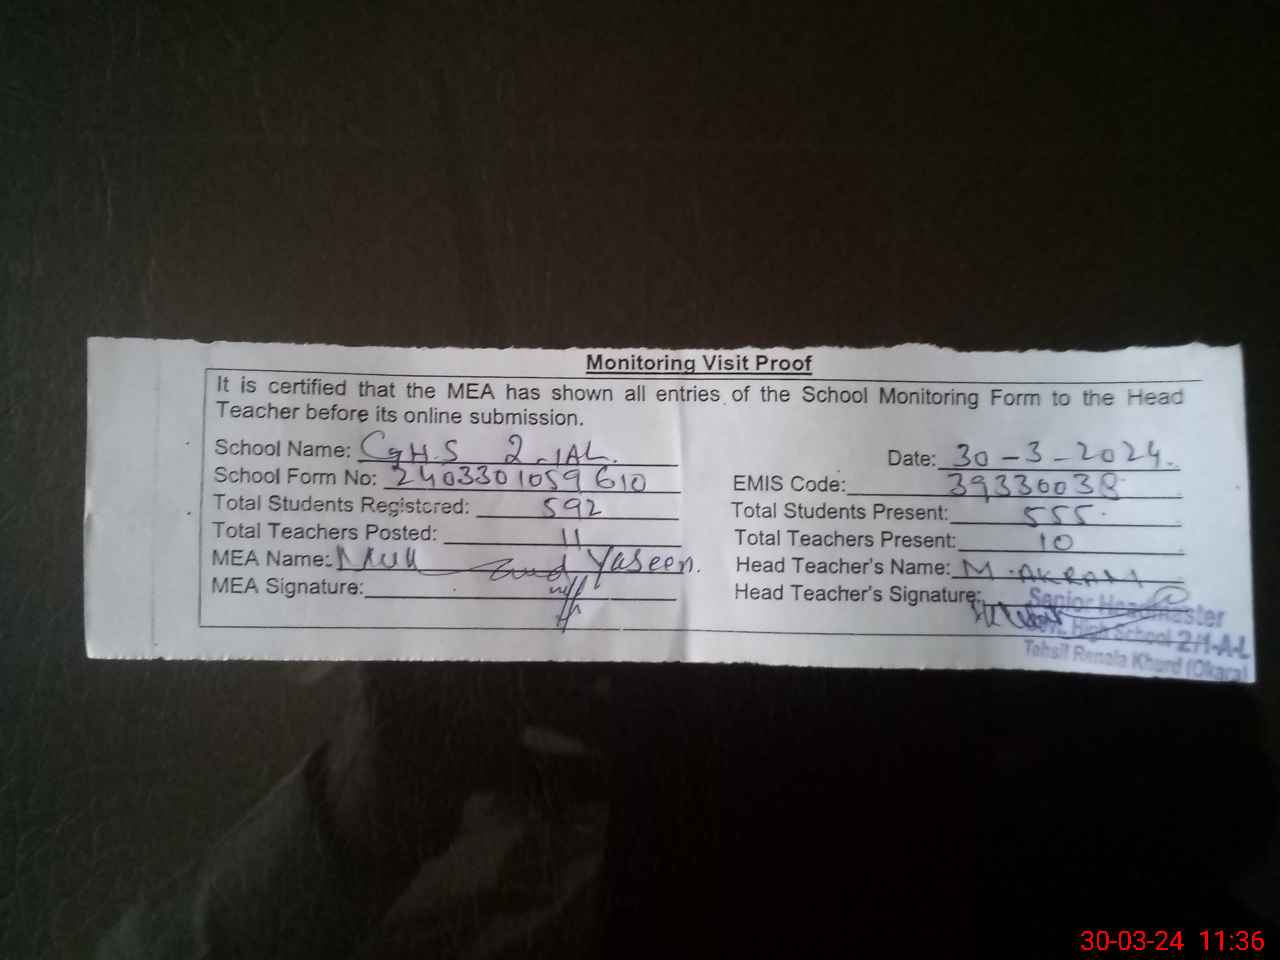 Monitoring Visit Proof
It is certified that the MEA has shown all entries of the School Monitoring Form to the Head
Teacher before its online submission.
School Name: GHS 2-1AL. Date: 30-3-2024.
School Form No: 2403301059610 EMIS Code: 39330038
Total Students Registered: 592 Total Students Present: 555
Total Teachers Posted: 11 Total Teachers Present: 10
MEA Name: Yaseen. Head Teacher's Name: M. AKRAM
MEA Signature: Head Teacher's Signature:
Senior Headmaster
Govt. High School 2/1-A-L
Tehsil Renala Khurd (Okara)
30-03-24 11:36